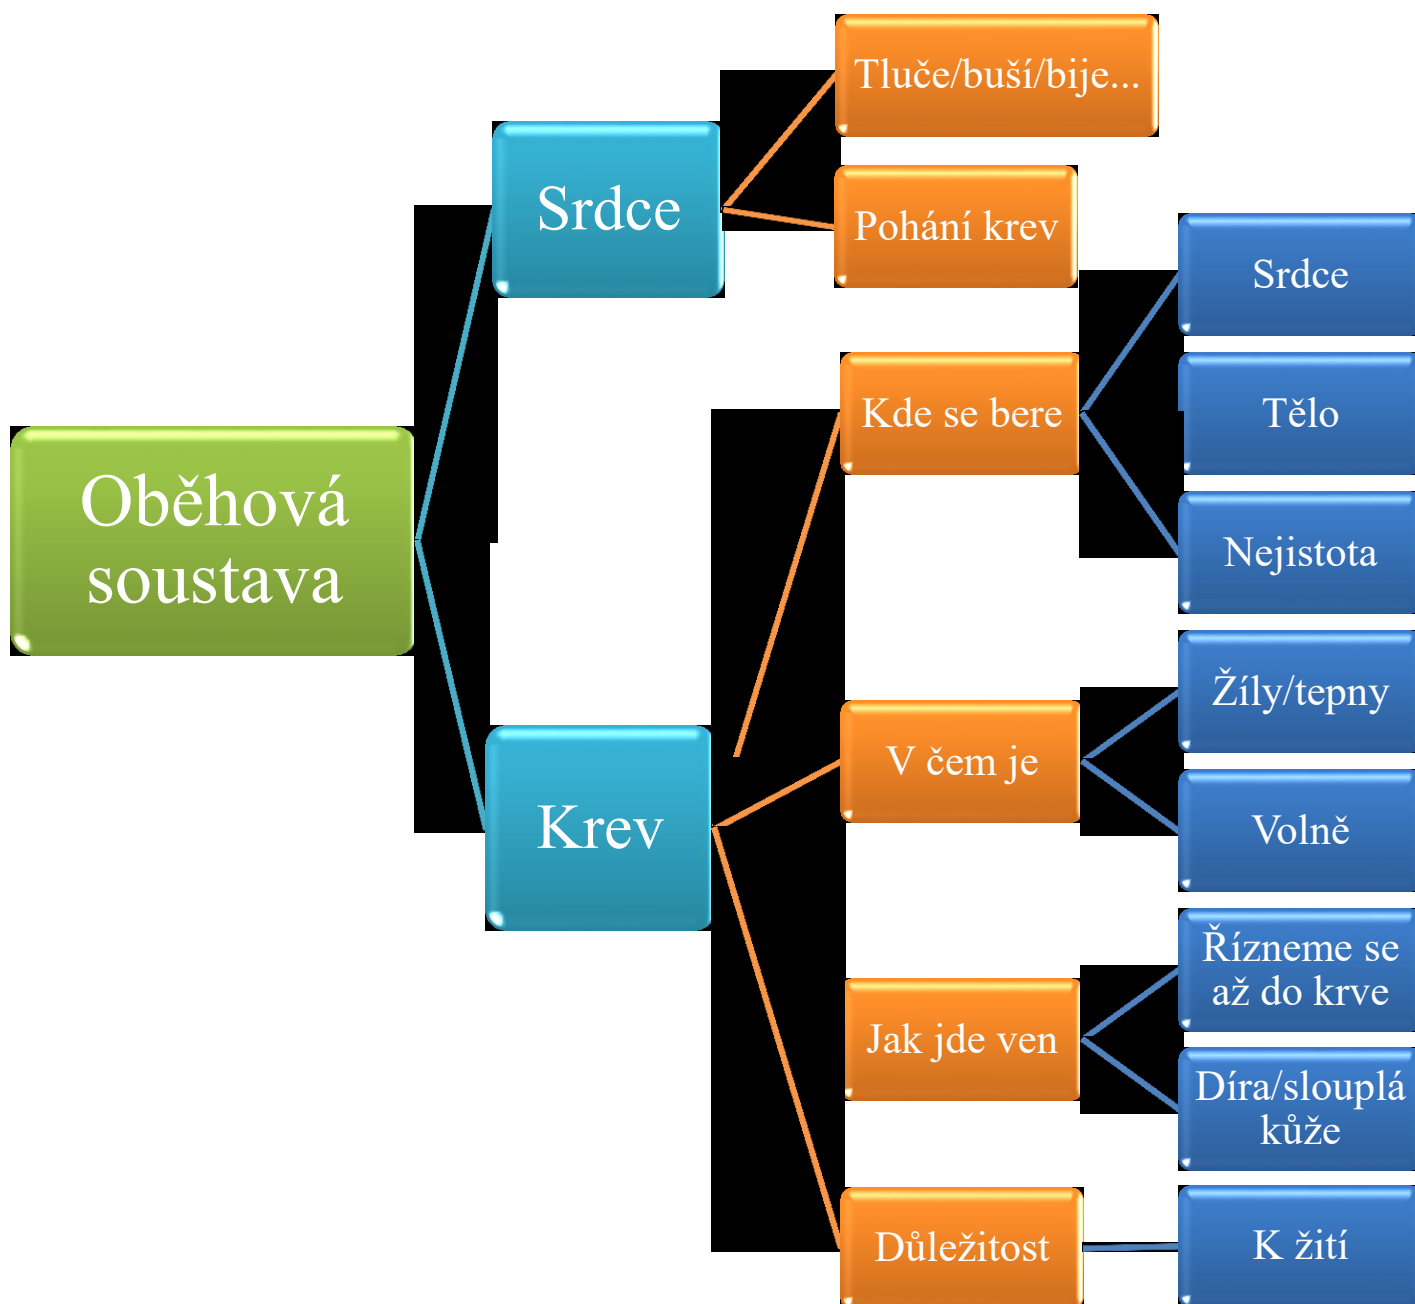 Oběhová
soustava
Srdce
Tluče/buší/bije...
Pohání krev
Krev
Kde se bere
Srdce
Tělo
Nejistota
V čem je
Žíly/tepny
Volně
Jak jde ven
Řízneme se
až do krve
Díra/slouplá
kůže
Důležitost
K žití